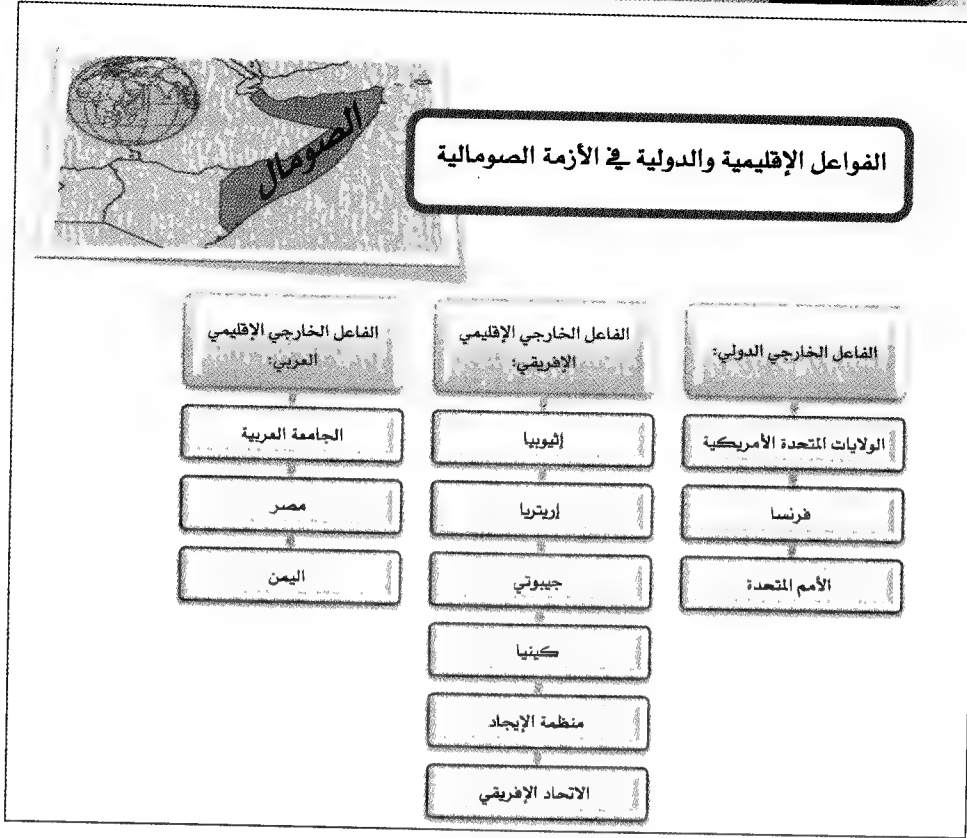 الصومال
الفواعل الإقليمية والدولية في الأزمة الصومالية
الفاعل الخارجي الدولي:
الولايات المتحدة الأمريكية
فرنسا
الأمم المتحدة
الفاعل الخارجي الإقليمي
الإفريقي:
إثيوبيا
إريتريا
جيبوتي
كينيا
منظمة الإيجاد
الاتحاد الإفريقي
الفاعل الخارجي الإقليمي
العربي:
الجامعة العربية
مصر
اليمن